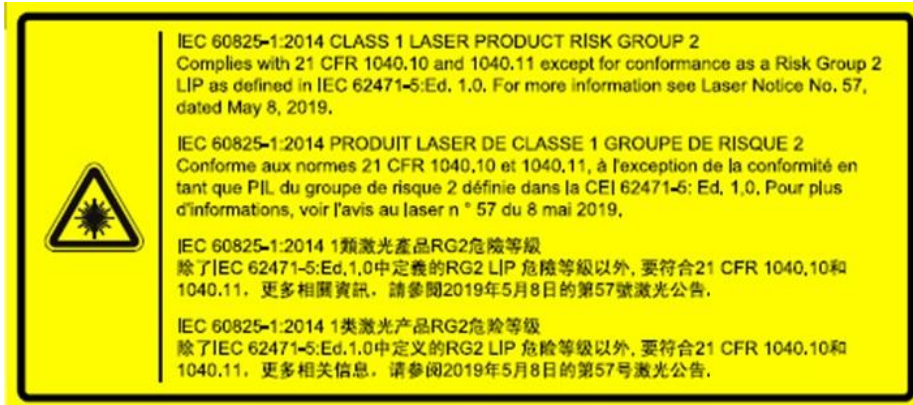 IEC 60825-1:2014 CLASS 1 LASER PRODUCT RISK GROUP 2
Complies with 21 CFR 1040.10 and 1040.11 except for conformance as a Risk Group 2
LIP as defined in IEC 62471-5:Ed. 1.0. For more information see Laser Notice No. 57,
dated May 8, 2019.
IEC 60825-1:2014 PRODUIT LASER DE CLASSE 1 GROUPE DE RISQUE 2
Conforme aux normes 21 CFR 1040.10 et 1040.11, à l'exception de la conformité en
tant que PIL du groupe de risque 2 définie dans la CEI 62471-5: Ed. 1,0. Pour plus
d'informations, voir l'avis au laser n ° 57 du 8 mai 2019.
IEC 60825-1:2014 1類激光產品RG2危險等級
除了IEC 62471-5:Ed.1.0中定義的RG2 LIP 危險等級以外, 要符合21 CFR 1040.10和
1040.11。更多相關資訊，請參閱2019年5月8日的第57號激光公告.
IEC 60825-1:2014 1类激光产品RG2危险等级
除了IEC 62471-5:Ed.1.0中定义的RG2 LIP 危险等级以外, 要符合21 CFR 1040.10和
1040.11。更多相关信息，请参阅2019年5月8日的第57号激光公告.